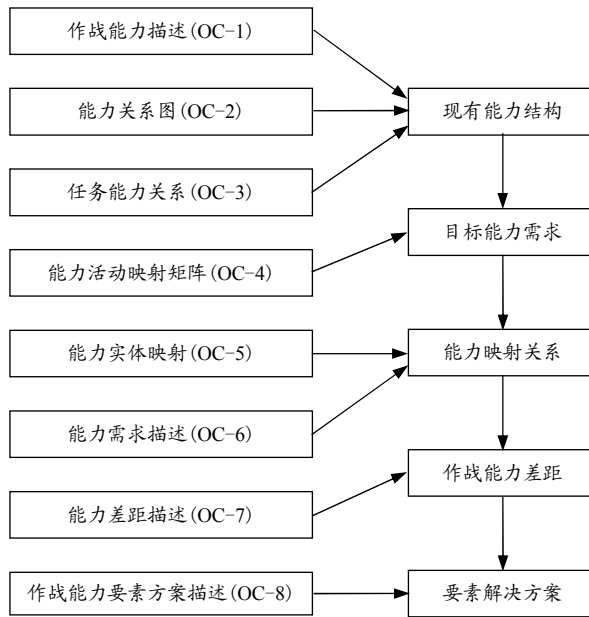 作战能力描述(OC-1)
能力关系图(OC-2)
现有能力结构
任务能力关系(OC-3)
目标能力需求
能力活动映射矩阵(OC-4)
能力实体映射(OC-5)
能力映射关系
能力需求描述(OC-6)
作战能力差距
能力差距描述(OC-7)
作战能力要素方案描述(OC-8)
要素解决方案